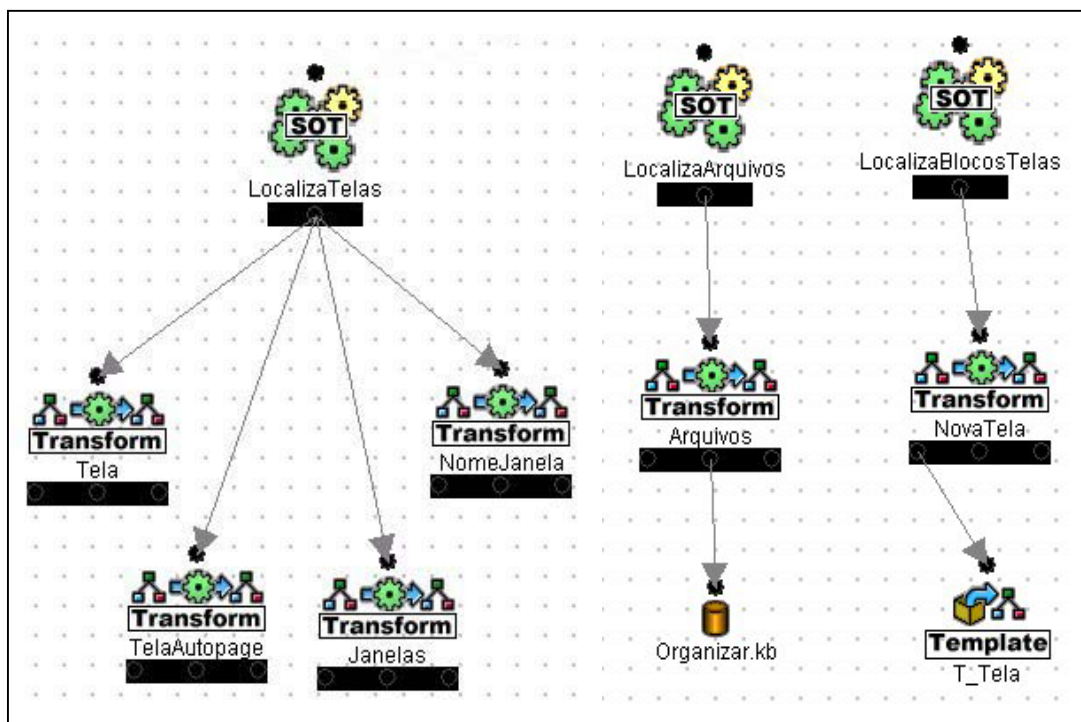 SOT
LocalizaTelas
SOT
LocalizaArquivos
SOT
LocalizaBlocosTelas
Transform
Tela
Transform
NomeJanela
Transform
TelaAutopage
Transform
Janelas
Transform
Arquivos
Transform
NovaTela
Organizar.kb
Template
T_Tela